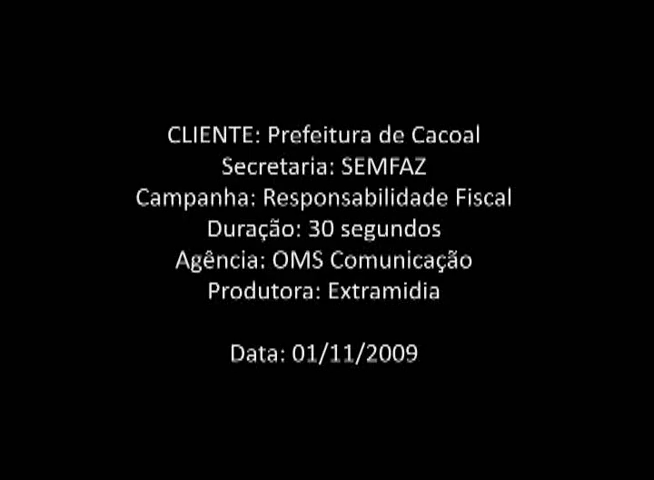 CLIENTE: Prefeitura de Cacoal
Secretaria: SEMFAZ
Campanha: Responsabilidade Fiscal
Duração: 30 segundos
Agência: OMS Comunicação
Produtora: Extramidia
Data: 01/11/2009